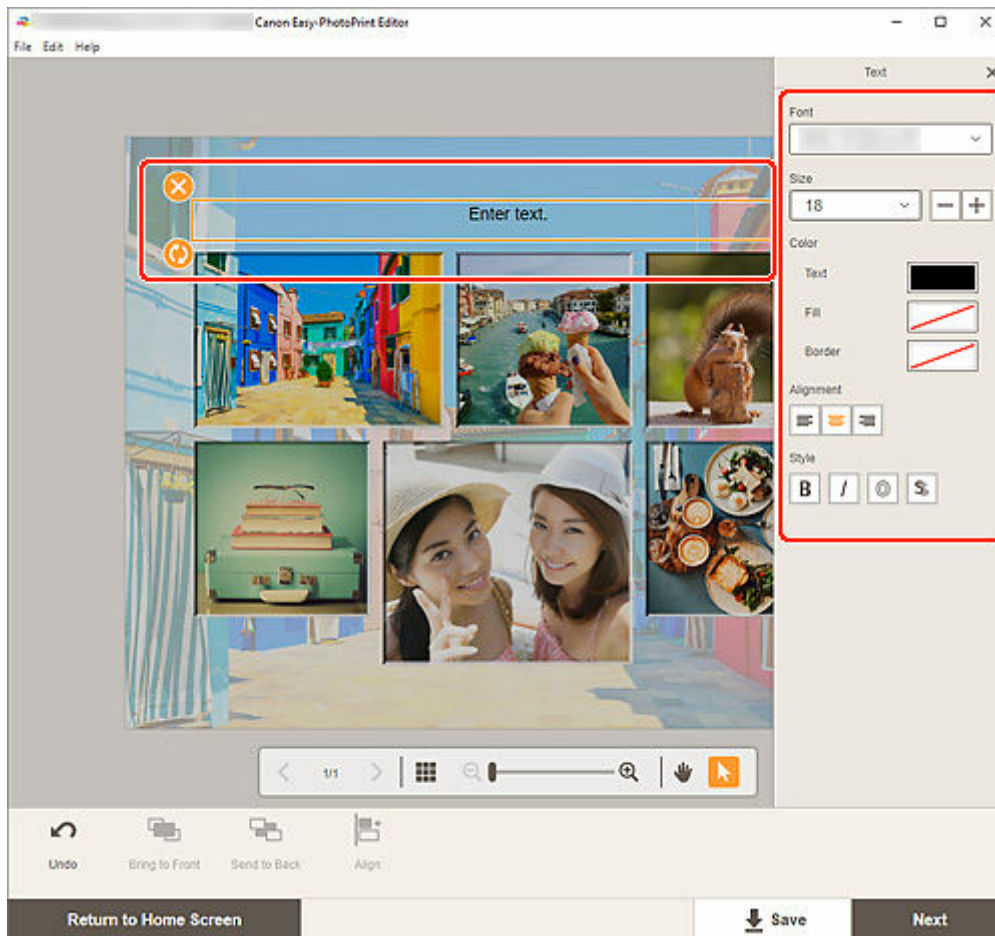 Canon Easy-PhotoPrint Editor
File Edit Help
Text
Font
Size
18
Color
Text
Fill
Border
Alignment
Style
B I O S
Enter text.
1/1
Undo
Bring to Front
Send to Back
Align
Return to Home Screen
Save
Next